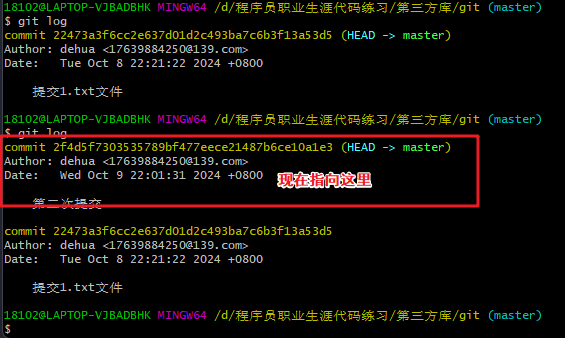 18102@LAPTOP-VJBADBHK MINGW64 /d/程序员职业生涯代码练习/第三方库/git (master)
$ git log
commit 22473a3f6cc2e637d01d2c493ba7c6b3f13a53d5 (HEAD -> master)
Author: dehua <17639884250@139.com>
Date:   Tue Oct 8 22:21:22 2024 +0800
提交1.txt文件
18102@LAPTOP-VJBADBHK MINGW64 /d/程序员职业生涯代码练习/第三方库/git (master)
$ git log
commit 2f4d5f7303535789bf477eece21487b6ce10a1e3 (HEAD -> master)
Author: dehua <17639884250@139.com>
Date:   Wed Oct 9 22:01:31 2024 +0800
现在指向这里
第二次提交
commit 22473a3f6cc2e637d01d2c493ba7c6b3f13a53d5
Author: dehua <17639884250@139.com>
Date:   Tue Oct 8 22:21:22 2024 +0800
提交1.txt文件
18102@LAPTOP-VJBADBHK MINGW64 /d/程序员职业生涯代码练习/第三方库/git (master)
$